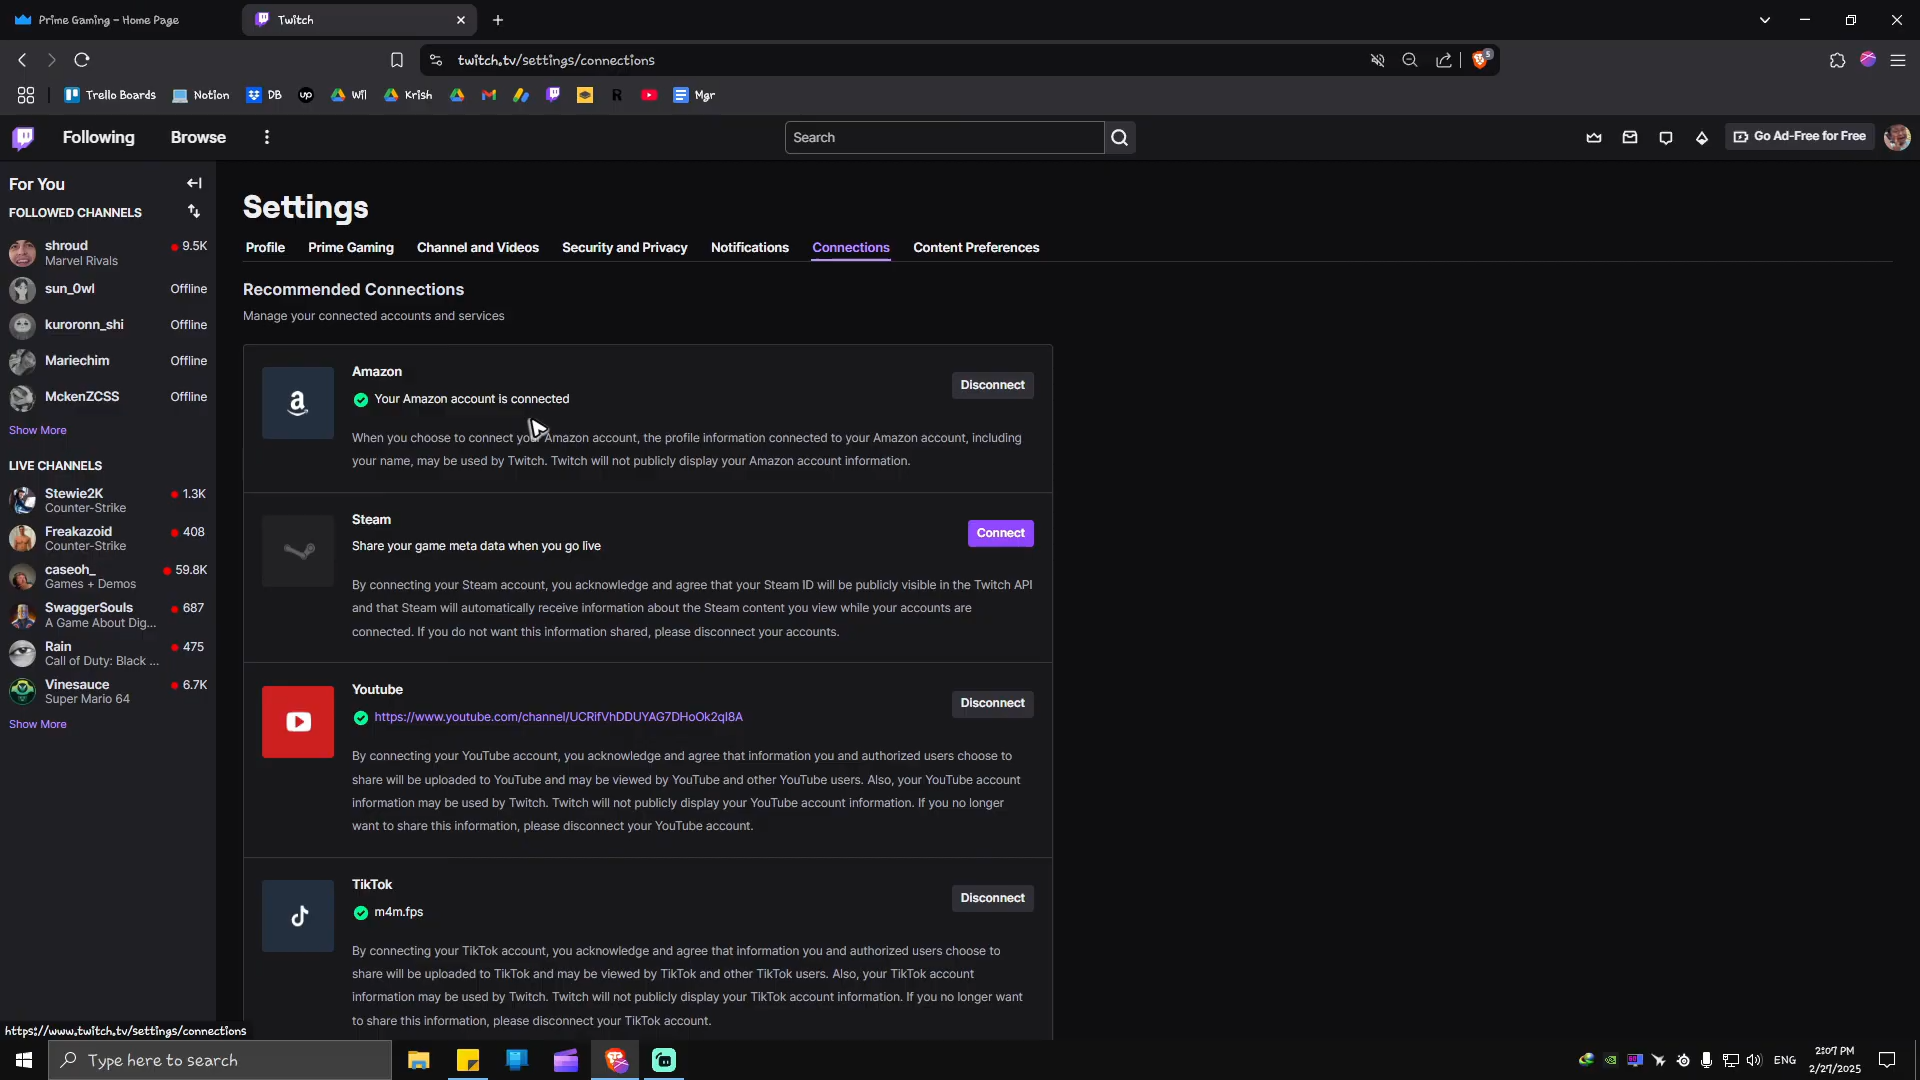 Prime Gaming – Home Page
Twitch
twitch.tv/settings/connections
5
Trello Boards
Notion
DB
up
Wil
Krish
R
Mgr
Following
Browse
Search
Go Ad-Free for Free
For You
FOLLOWED CHANNELS
shroud
9.5K
Marvel Rivals
sun_0wl
Offline
kuroronn_shi
Offline
Mariechim
Offline
MckenZCSS
Offline
Show More
LIVE CHANNELS
Stewie2K
1.3K
Counter-Strike
Freakazoid
408
Counter-Strike
caseoh_
59.8K
Games + Demos
SwaggerSouls
687
A Game About Dig...
Rain
475
Call of Duty: Black ...
Vinesauce
6.7K
Super Mario 64
Show More
Settings
Profile
Prime Gaming
Channel and Videos
Security and Privacy
Notifications
Connections
Content Preferences
Recommended Connections
Manage your connected accounts and services
a
Amazon
Your Amazon account is connected
Disconnect
When you choose to connect your Amazon account, the profile information connected to your Amazon account, including
your name, may be used by Twitch. Twitch will not publicly display your Amazon account information.
Steam
Share your game meta data when you go live
Connect
By connecting your Steam account, you acknowledge and agree that your Steam ID will be publicly visible in the Twitch API
and that Steam will automatically receive information about the Steam content you view while your accounts are
connected. If you do not want this information shared, please disconnect your accounts.
Youtube
https://www.youtube.com/channel/UCRifVhDDUYAG7DHoOk2qI8A
Disconnect
By connecting your YouTube account, you acknowledge and agree that information you and authorized users choose to
share will be uploaded to YouTube and may be viewed by YouTube and other YouTube users. Also, your YouTube account
information may be used by Twitch. Twitch will not publicly display your YouTube account information. If you no longer
want to share this information, please disconnect your YouTube account.
TikTok
m4m.fps
Disconnect
By connecting your TikTok account, you acknowledge and agree that information you and authorized users choose to
share will be uploaded to TikTok and may be viewed by TikTok and other TikTok users. Also, your TikTok account
information may be used by Twitch. Twitch will not publicly display your TikTok account information. If you no longer want
to share this information, please disconnect your TikTok account.
https://www.twitch.tv/settings/connections
Type here to search
ENG
2:07 PM
2/27/2025